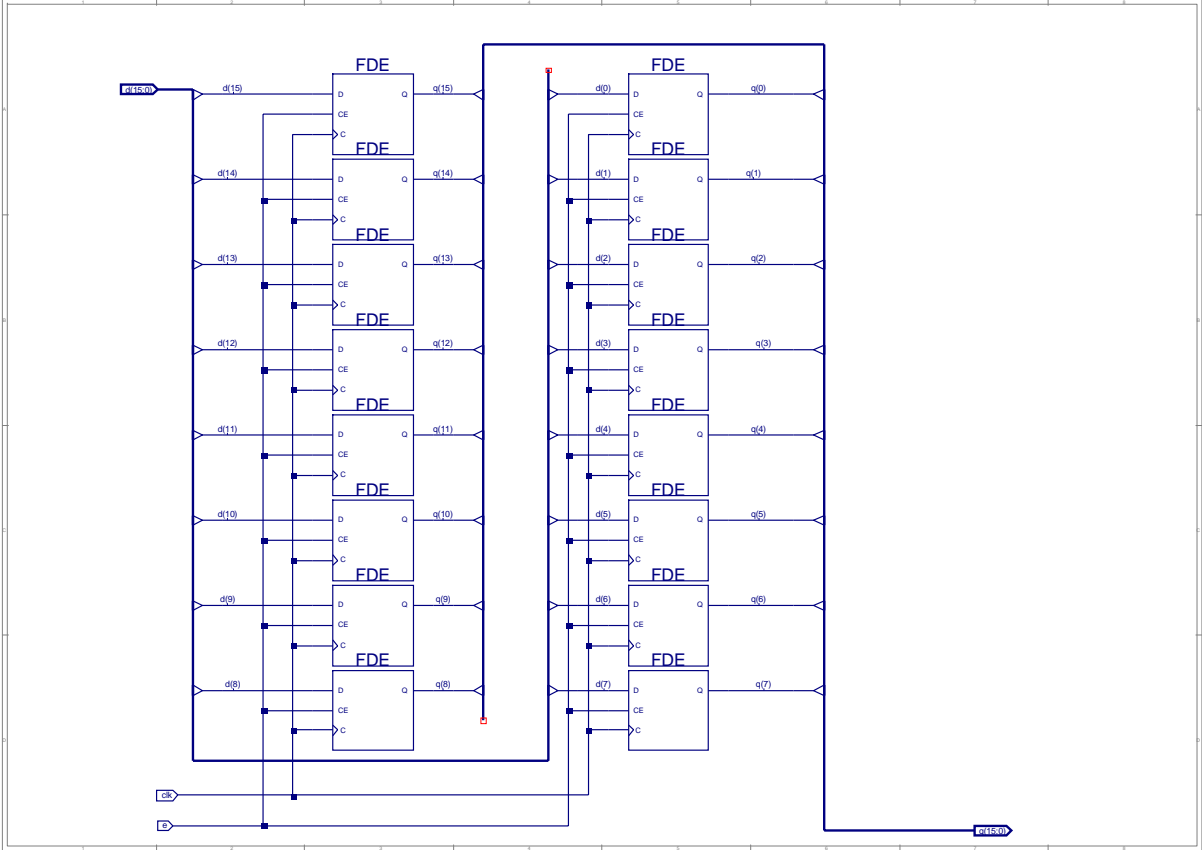 FDE FDE
d(15:0)
d(15) D Q q(15) d(0) D Q q(0)
CE CE
C C
FDE FDE
d(14) D Q q(14) d(1) D Q q(1)
CE CE
C C
FDE FDE
d(13) D Q q(13) d(2) D Q q(2)
CE CE
C C
FDE FDE
d(12) D Q q(12) d(3) D Q q(3)
CE CE
C C
FDE FDE
d(11) D Q q(11) d(4) D Q q(4)
CE CE
C C
FDE FDE
d(10) D Q q(10) d(5) D Q q(5)
CE CE
C C
FDE FDE
d(9) D Q q(9) d(6) D Q q(6)
CE CE
C C
FDE FDE
d(8) D Q q(8) d(7) D Q q(7)
CE CE
C C
clk
e
q(15:0)